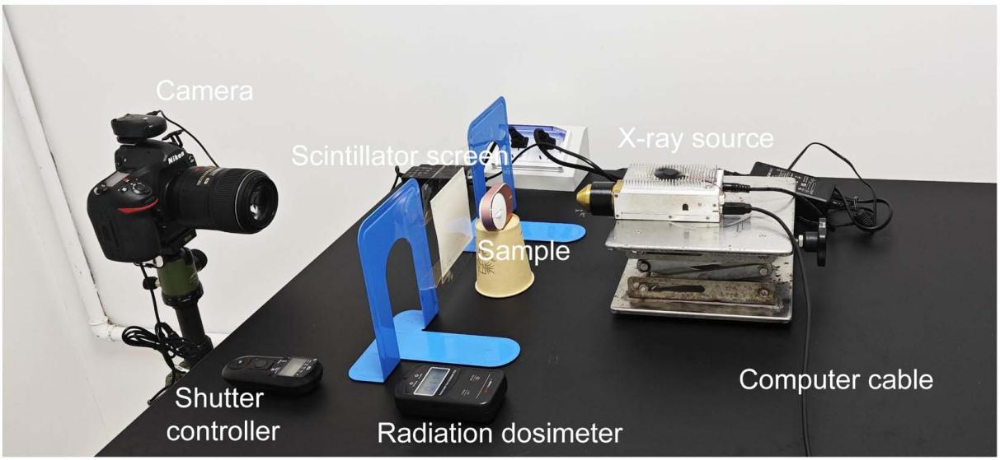 Camera
Nikon
Scintillator screen
X-ray source
Sample
Computer cable
Shutter
controller
Radiation dosimeter